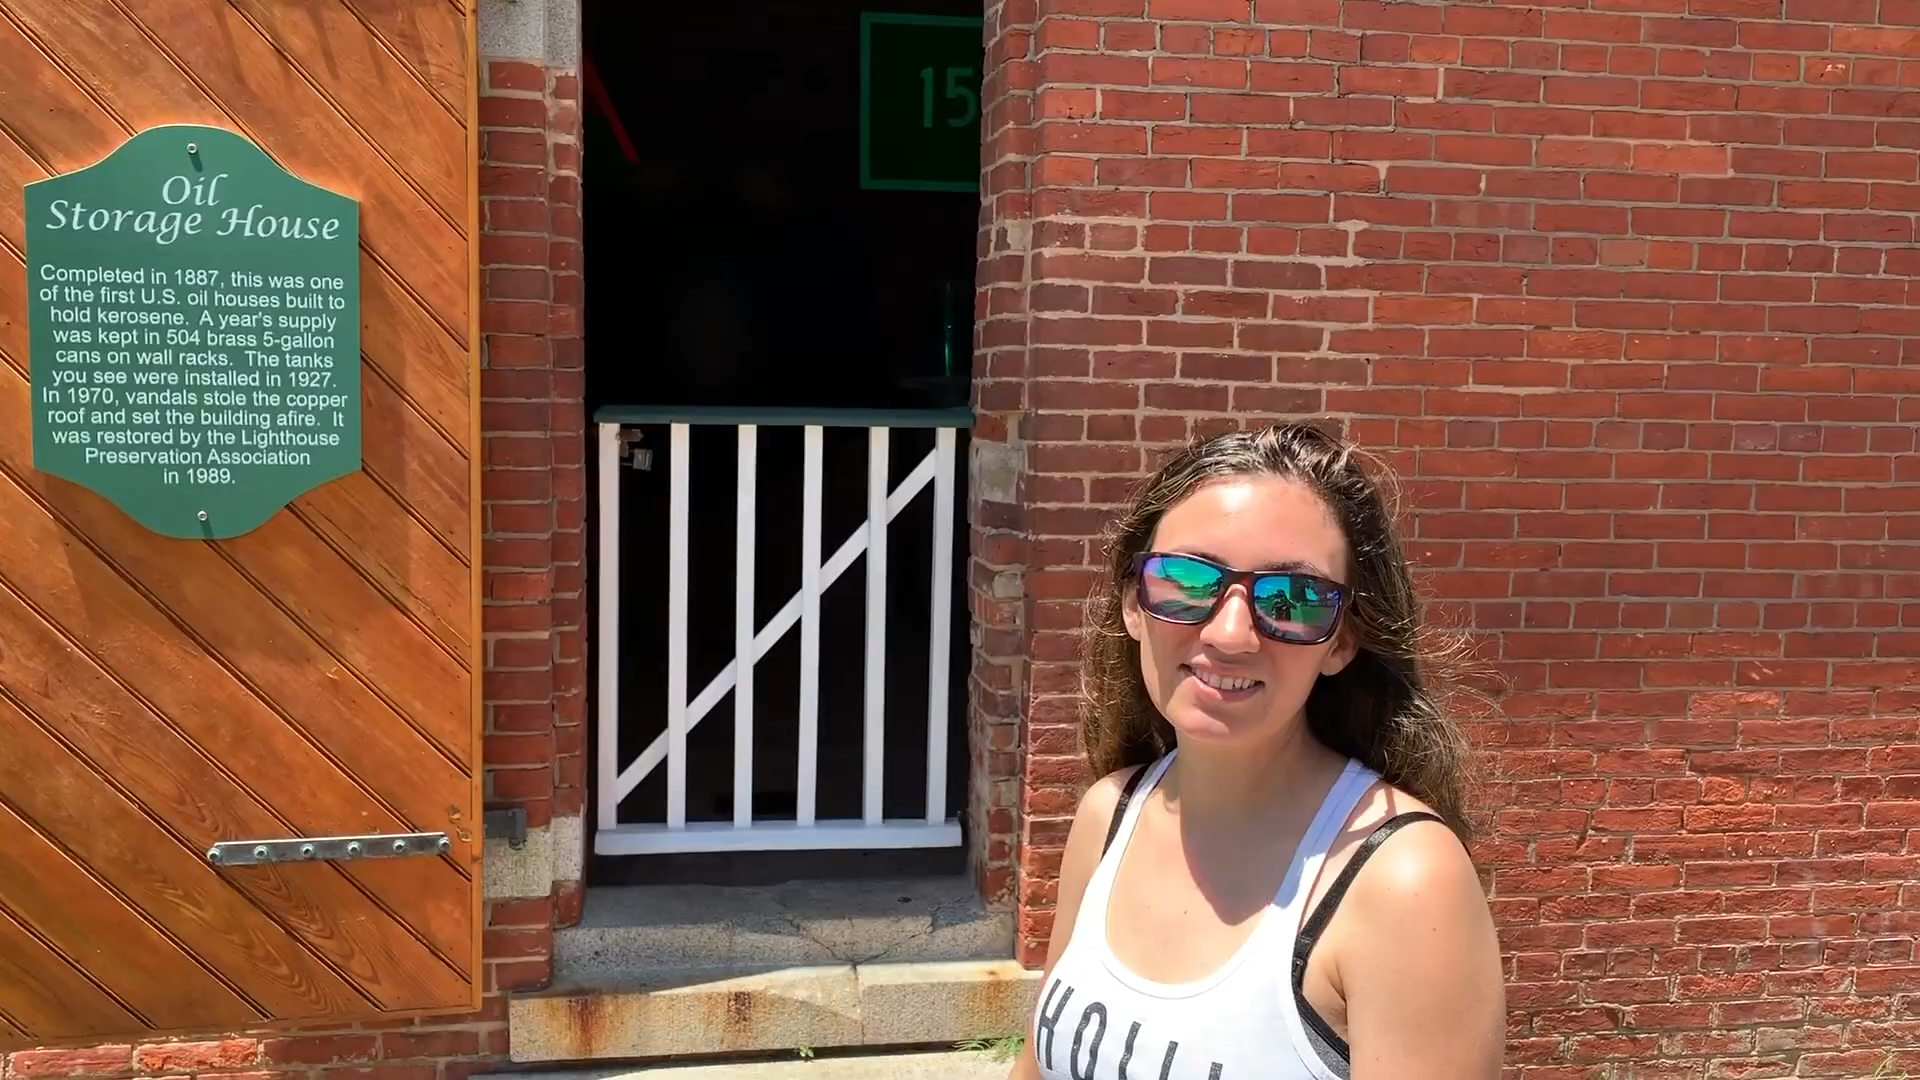 Oil
Storage House
Completed in 1887, this was one
of the first U.S. oil houses built to
hold kerosene. A year's supply
was kept in 504 brass 5-gallon
cans on wall racks. The tanks
you see were installed in 1927.
In 1970, vandals stole the copper
roof and set the building afire. It
was restored by the Lighthouse
Preservation Association
in 1989.
15